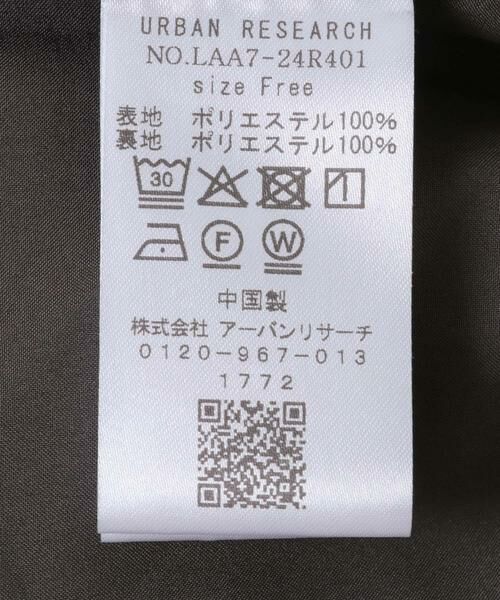 URBAN RESEARCH
NO.LAA7-24R401
size Free
表地 ポリエステル100%
裏地 ポリエステル100%
30
F W
中国製
株式会社 アーバンリサーチ
0120-967-013
1772